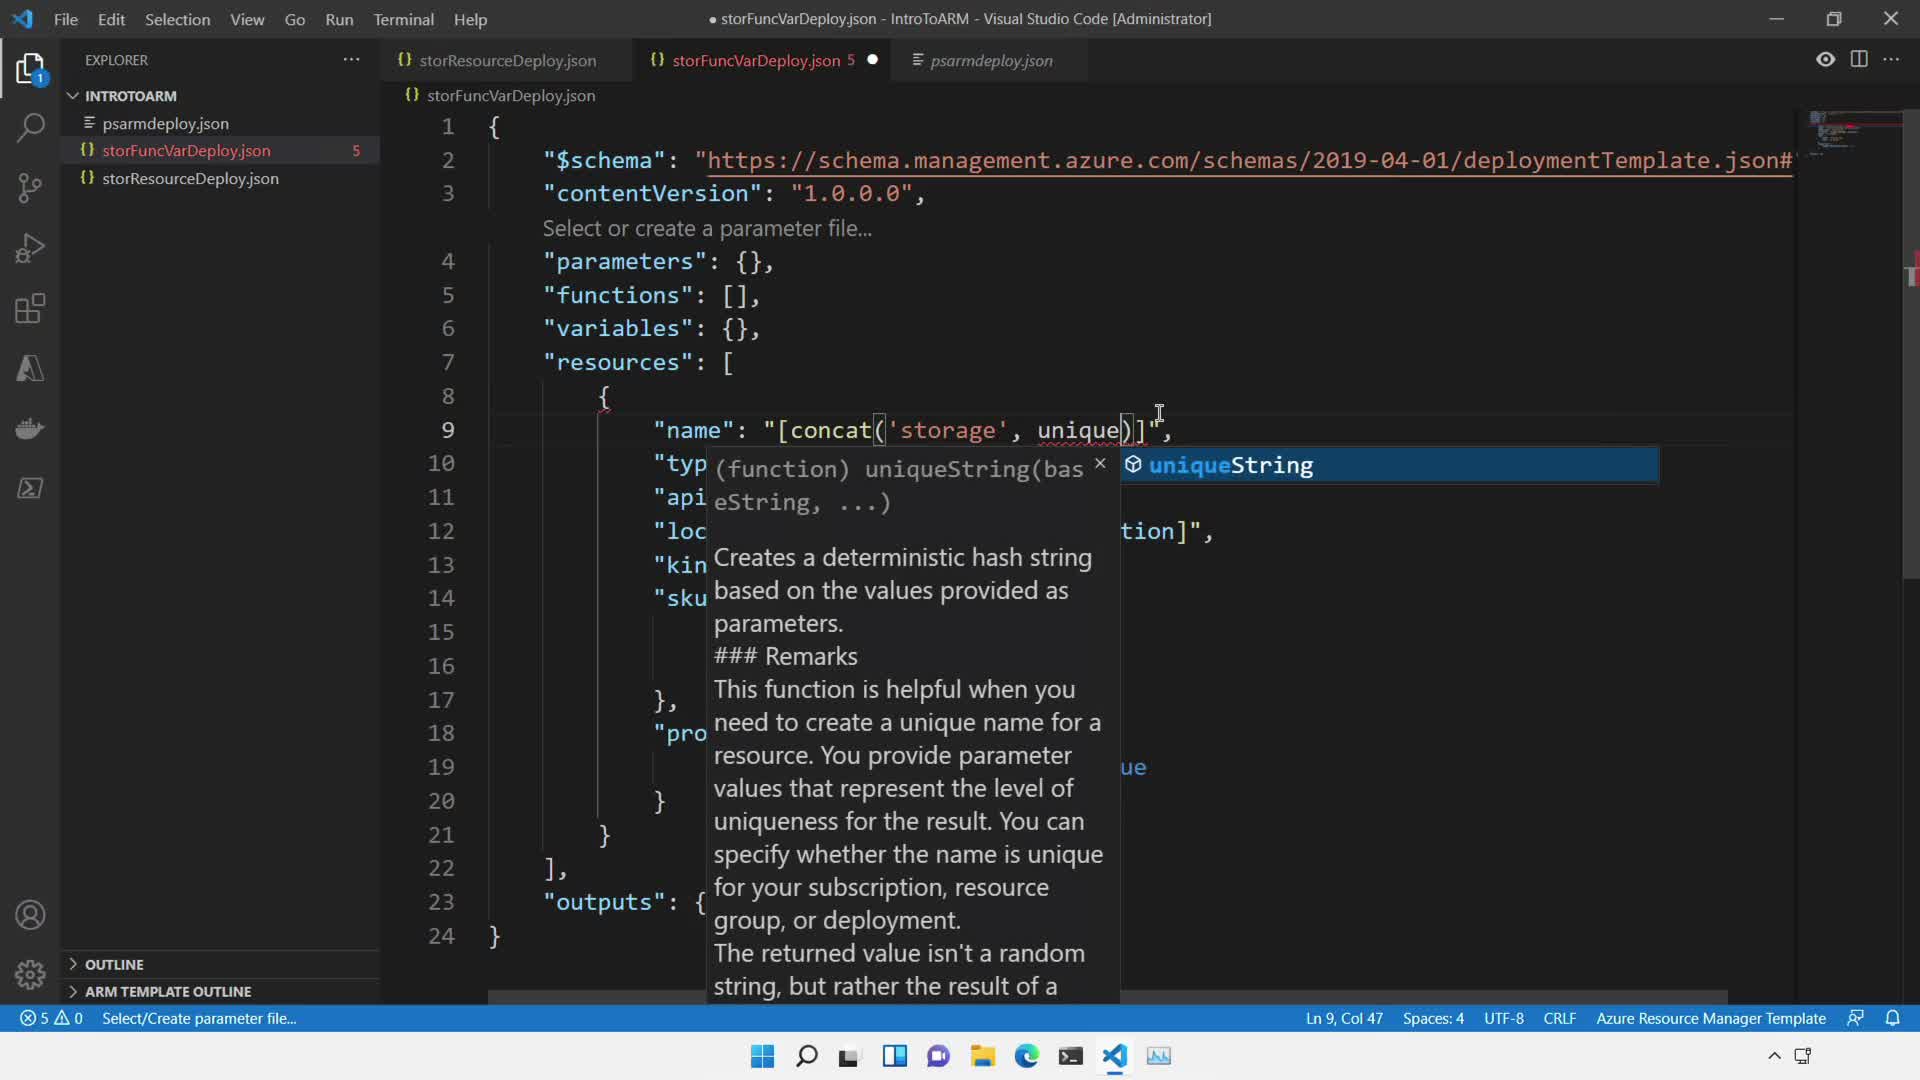 File Edit Selection View Go Run Terminal Help
● storFuncVarDeploy.json - IntroToARM - Visual Studio Code [Administrator]
EXPLORER
INTROTOARM
psarmdeploy.json
storFuncVarDeploy.json 5
storResourceDeploy.json
OUTLINE
ARM TEMPLATE OUTLINE
1
storResourceDeploy.json
storFuncVarDeploy.json 5
psarmdeploy.json
storFuncVarDeploy.json
1 {
2 "$schema": "https://schema.management.azure.com/schemas/2019-04-01/deploymentTemplate.json#"
3 "contentVersion": "1.0.0.0",
Select or create a parameter file...
4 "parameters": {},
5 "functions": [],
6 "variables": {},
7 "resources": [
8 {
9 "name": "[concat('storage', unique)]",
10 "typ
11 "api
12 "loc tion]",
13 "kin
14 "sku
15
16
17 },
18 "pro
19 ue
20 }
21 }
22 ],
23 "outputs": {
24 }
uniqueString
(function) uniqueString(bas
eString, ...)
Creates a deterministic hash string
based on the values provided as
parameters.
### Remarks
This function is helpful when you
need to create a unique name for a
resource. You provide parameter
values that represent the level of
uniqueness for the result. You can
specify whether the name is unique
for your subscription, resource
group, or deployment.
The returned value isn't a random
string, but rather the result of a
5 0 Select/Create parameter file...
Ln 9, Col 47 Spaces: 4 UTF-8 CRLF Azure Resource Manager Template